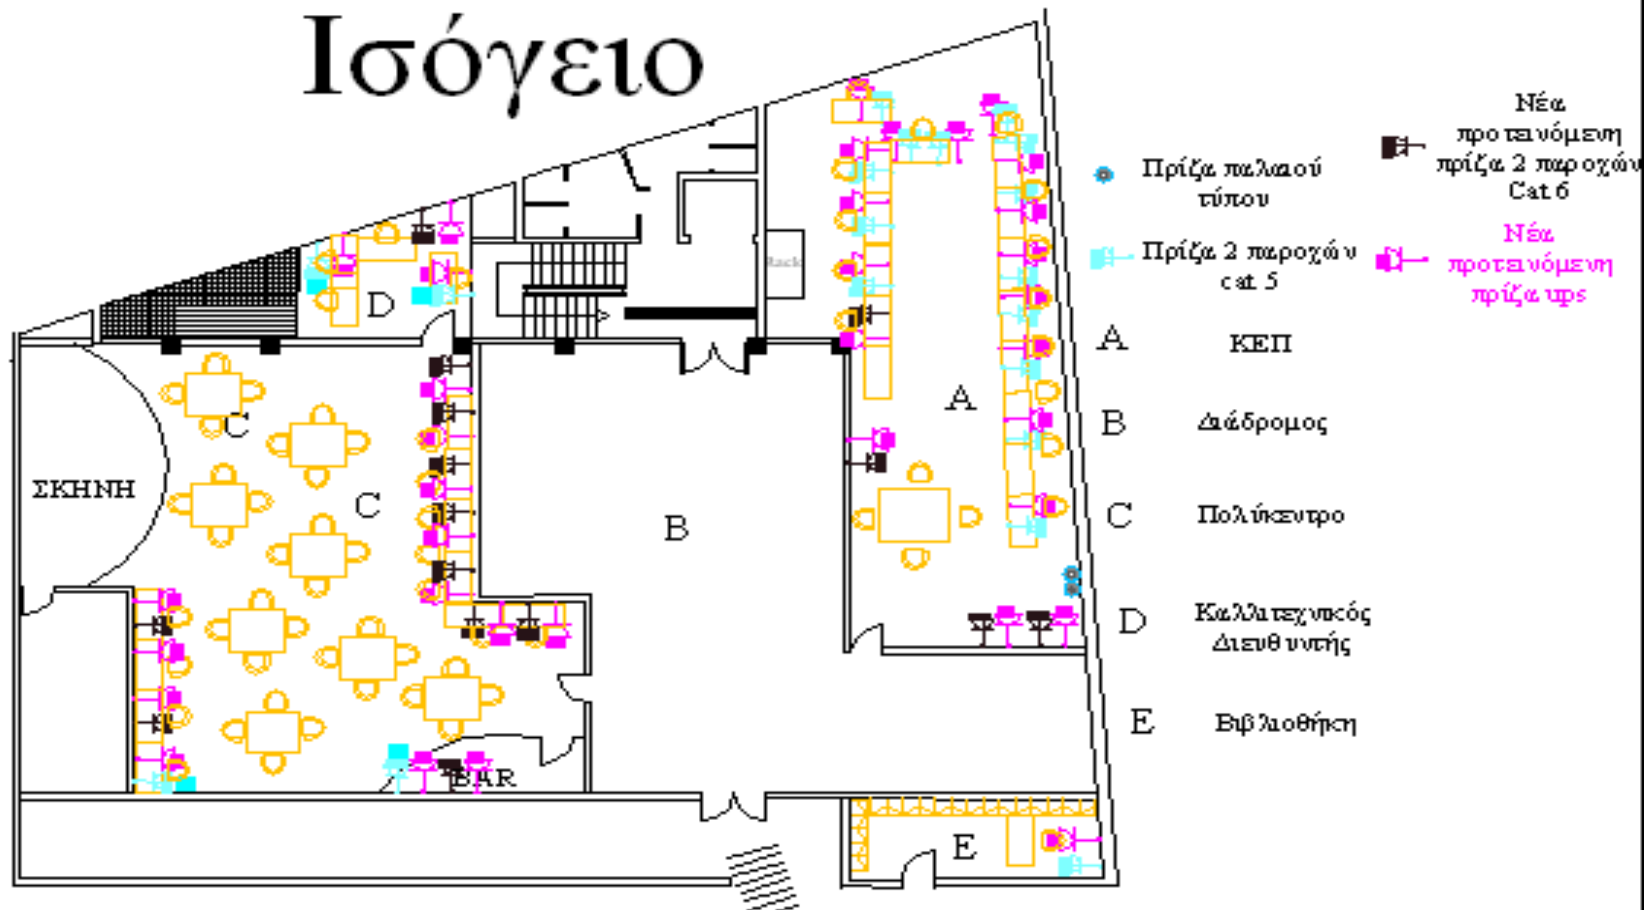 Ισόγειο
Νέα
προτεινόμενη
πρίζα 2 παροχών
Cat 6
Πρίζα παλαιού
τύπου
Νέα
προτεινόμενη
πρίζα ups
Πρίζα 2 παροχών
cat 5
Rack
D
A
ΚΕΠ
A
C
B
Διάδρομος
ΣΚΗΝΗ
C
B
C
Πολύκεντρο
D
Καλλιτεχνικός
Διευθυντής
E
Βιβλιοθήκη
BAR
E